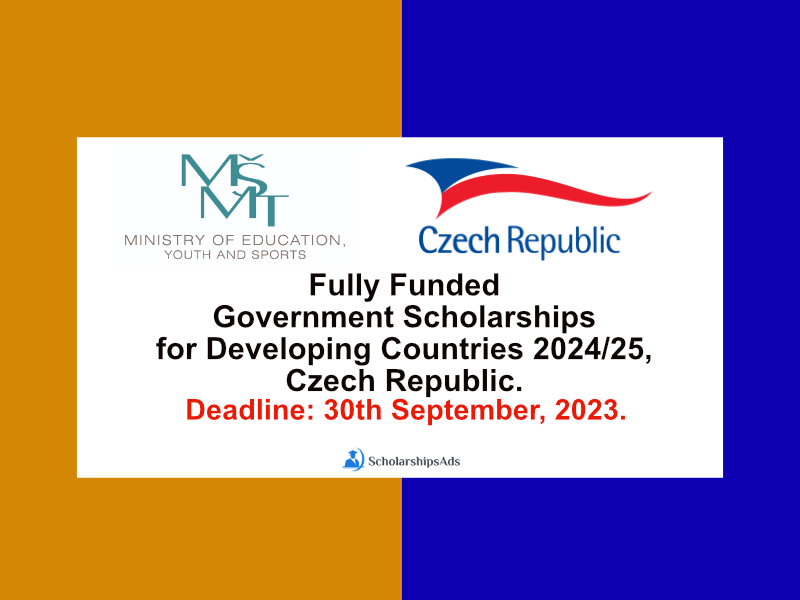 MŠMT
MINISTRY OF EDUCATION,
YOUTH AND SPORTS
Czech Republic
Fully Funded
Government Scholarships
for Developing Countries 2024/25,
Czech Republic.
Deadline: 30th September, 2023.
ScholarshipsAds